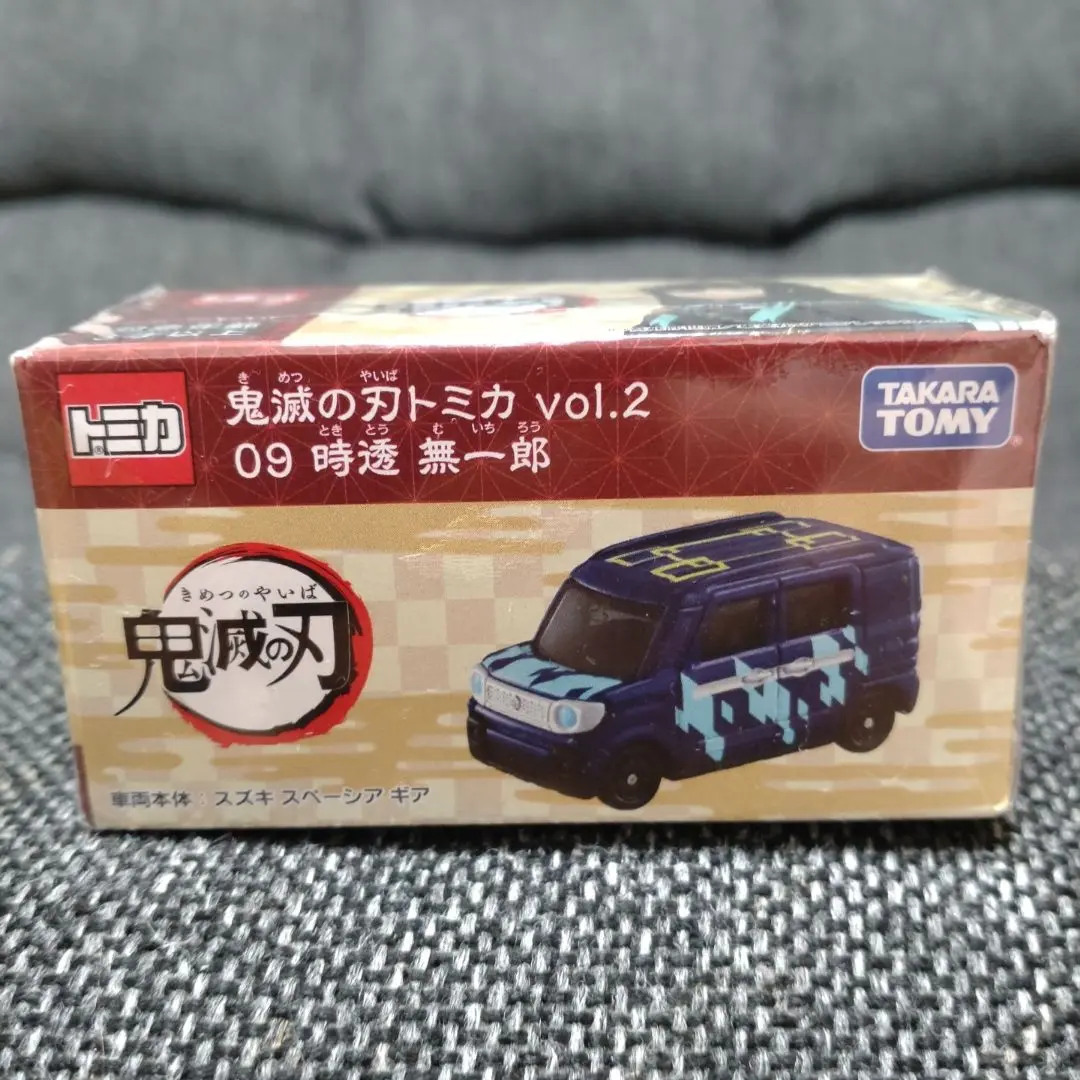 トミカ
鬼滅の刃トミカ vol.2
き めつ やいば
09 時透 無一郎
とき とう む いち ろう
TAKARA
TOMY
きめつのやいば
鬼滅の刃
車両本体：スズキ スペーシア ギア